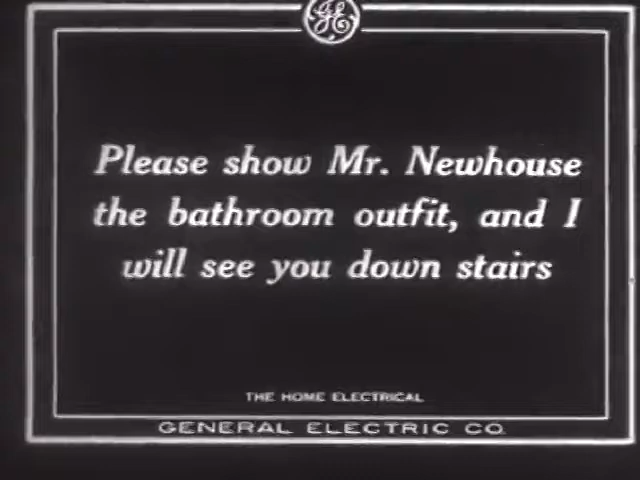 GE
Please show Mr. Newhouse
the bathroom outfit, and I
will see you down stairs
THE HOME ELECTRICAL
GENERAL ELECTRIC CO.